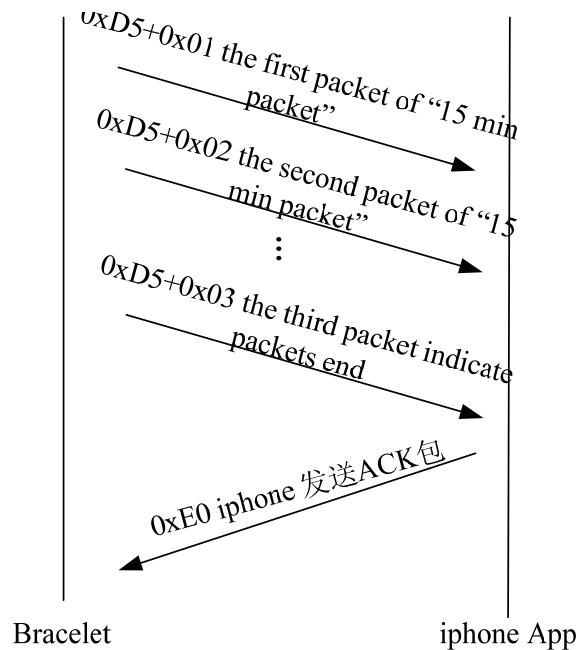 0xD5+0x01 the first packet of “15 min
packet”
0xD5+0x02 the second packet of “15
min packet”
0xD5+0x03 the third packet indicate
packets end
0xE0 iphone 发送ACK包
Bracelet
iphone App